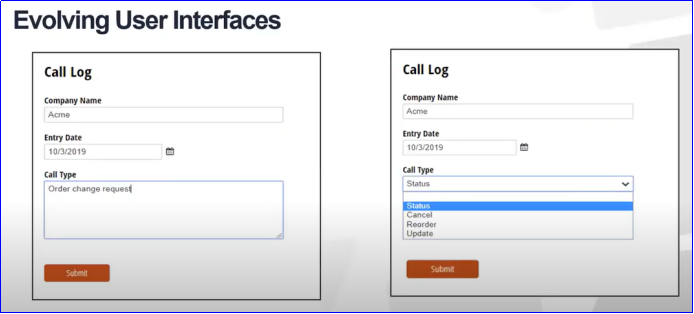 Evolving User Interfaces
Call Log
Company Name
Acme
Entry Date
10/3/2019
Call Type
Order change request
Submit
Call Log
Company Name
Acme
Entry Date
10/3/2019
Call Type
Status
Status
Cancel
Reorder
Update
Submit